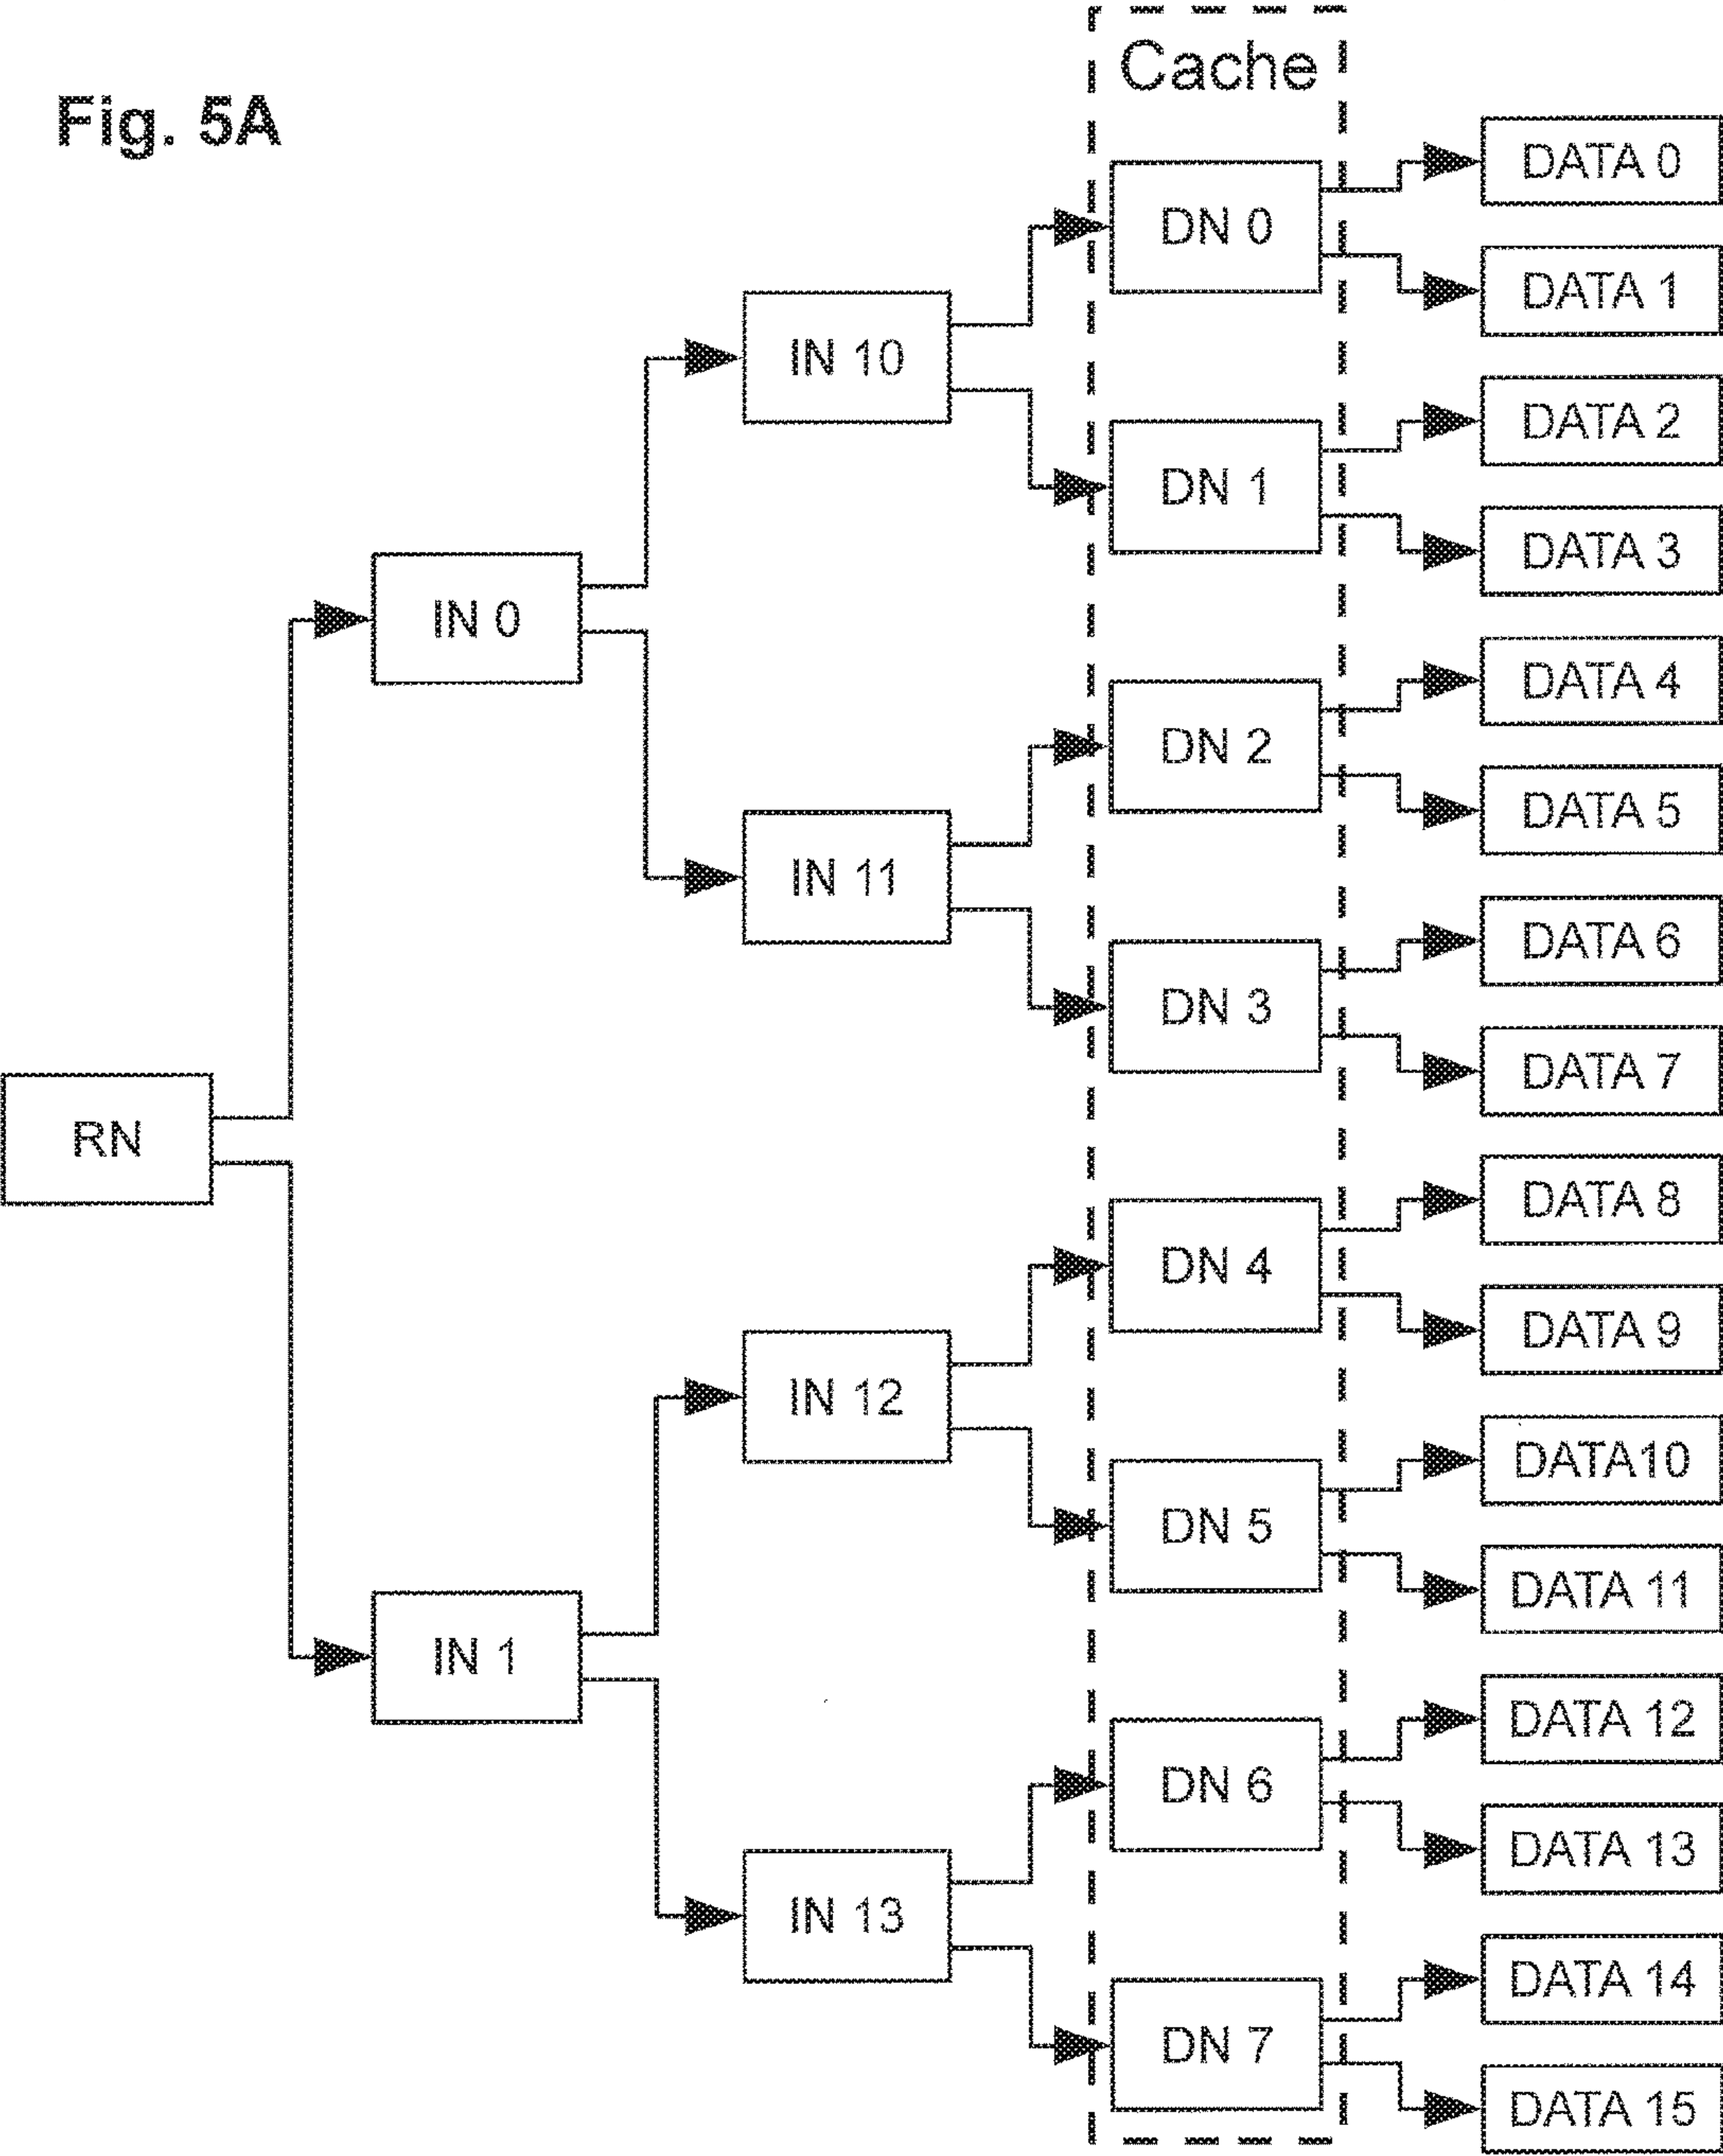 Fig. 5A
Cache
RN
IN 0
IN 1
IN 10
IN 11
IN 12
IN 13
DN 0
DN 1
DN 2
DN 3
DN 4
DN 5
DN 6
DN 7
DATA 0
DATA 1
DATA 2
DATA 3
DATA 4
DATA 5
DATA 6
DATA 7
DATA 8
DATA 9
DATA10
DATA 11
DATA 12
DATA 13
DATA 14
DATA 15